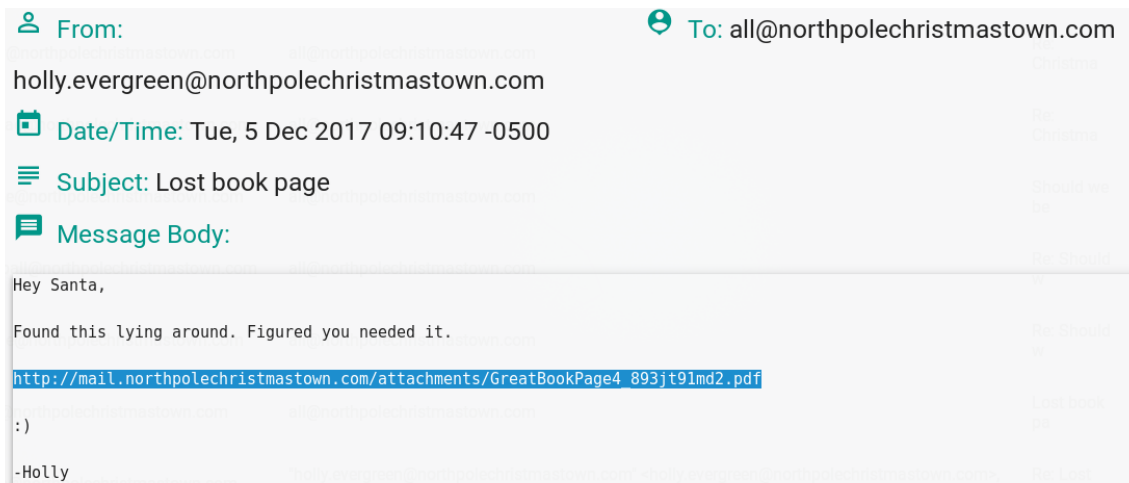 From: To: all@northpolechristmastown.com
holly.evergreen@northpolechristmastown.com
Date/Time: Tue, 5 Dec 2017 09:10:47 -0500
Subject: Lost book page
Message Body:
Hey Santa,
Found this lying around. Figured you needed it.
http://mail.northpolechristmastown.com/attachments/GreatBookPage4_893jt91md2.pdf
:)
-Holly